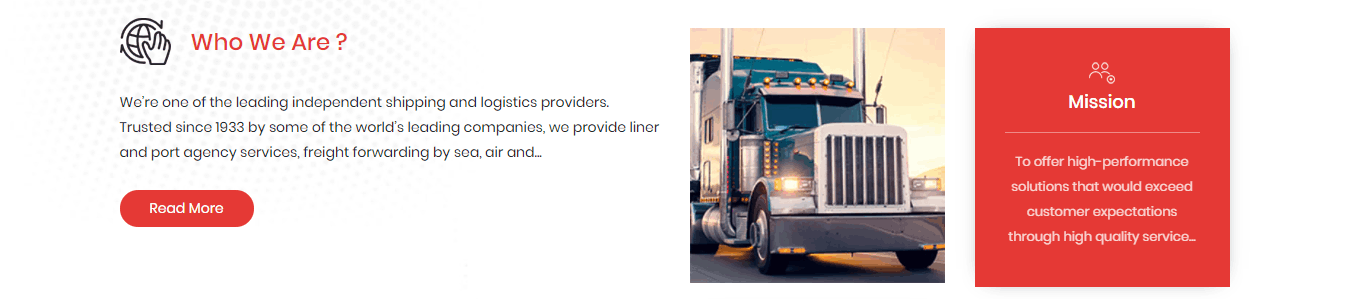 Who We Are ?
We're one of the leading independent shipping and logistics providers.
Trusted since 1933 by some of the world's leading companies, we provide liner
and port agency services, freight forwarding by sea, air and...
Read More
Mission
To offer high-performance
solutions that would exceed
customer expectations
through high quality service...